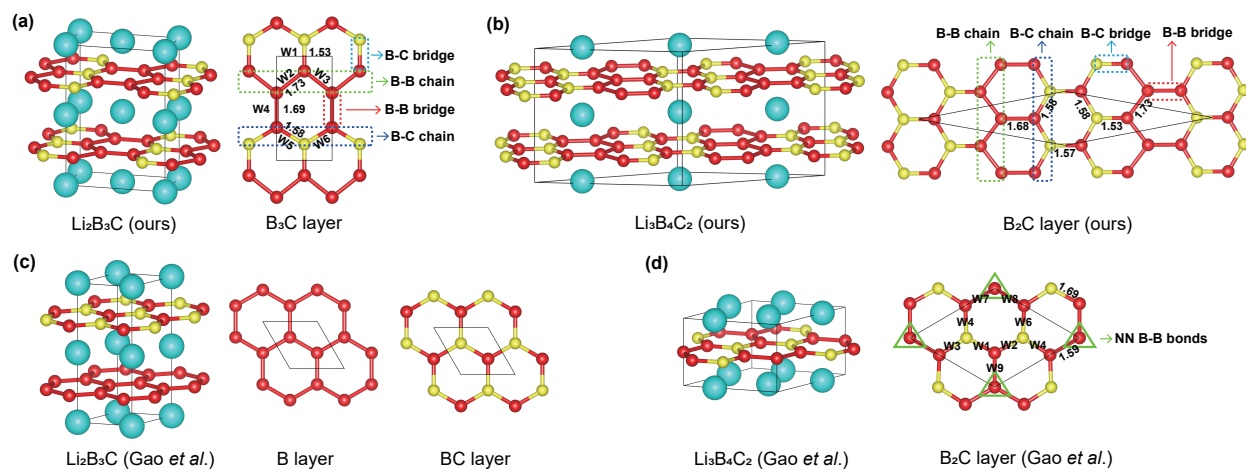 (a)
W1
1.53
B-C bridge
W2
W3
B-B chain
1.73
W4
1.69
B-B bridge
1.58
W5
W6
B-C chain
Li₂B₃C (ours)
B₃C layer
(b)
B-B chain
B-C chain
B-C bridge
B-B bridge
1.58
1.58
1.73
1.68
1.53
1.57
Li₃B₄C₂ (ours)
B₂C layer (ours)
(c)
Li₂B₃C (Gao et al.)
B layer
BC layer
(d)
W7
W8
1.69
W4
W6
W3
W1
W2
W4
1.59
W9
NN B-B bonds
Li₃B₄C₂ (Gao et al.)
B₂C layer (Gao et al.)